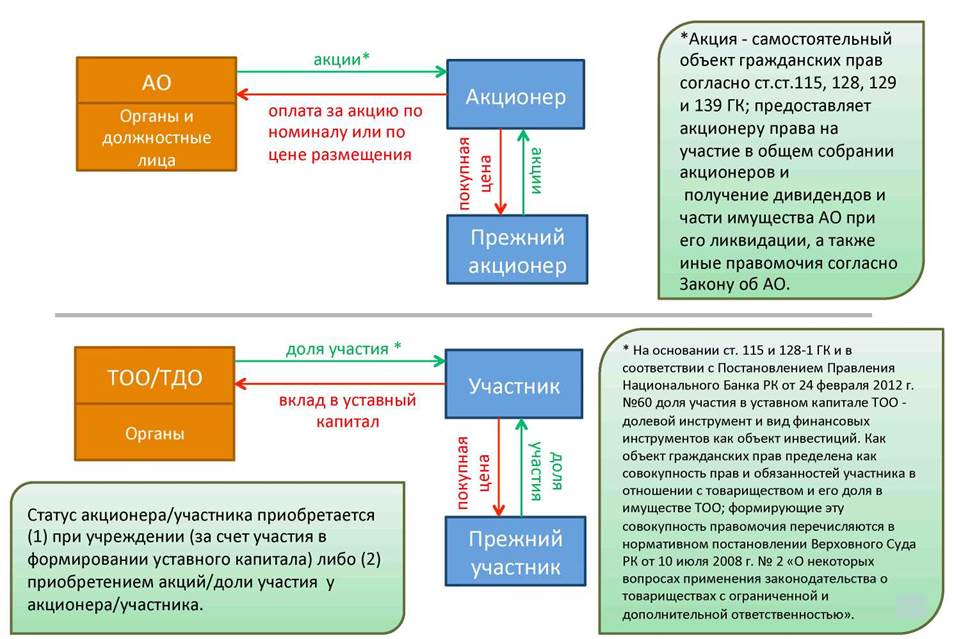 АО
Органы и
должностные
лица
акции*
оплата за акцию по
номиналу или по
цене размещения
Акционер
покупная
цена
акции
Прежний
акционер
*Акция - самостоятельный
объект гражданских прав
согласно ст.ст.115, 128, 129
и 139 ГК; предоставляет
акционеру права на
участие в общем собрании
акционеров и
получение дивидендов и
части имущества АО при
его ликвидации, а также
иные правомочия согласно
Закону об АО.
ТОО/ТДО
Органы
доля участия *
вклад в уставный
капитал
Участник
покупная
цена
доля
участия
Прежний
участник
* На основании ст. 115 и 128-1 ГК и в
соответствии с Постановлением Правления
Национального Банка РК от 24 февраля 2012 г.
№60 доля участия в уставном капитале ТОО -
долевой инструмент и вид финансовых
инструментов как объект инвестиций. Как
объект гражданских прав пределена как
совокупность прав и обязанностей участника в
отношении с товариществом и его доля в
имуществе ТОО; формирующие эту
совокупность правомочия перечисляются в
нормативном постановлении Верховного Суда
РК от 10 июля 2008 г. № 2 «О некоторых
вопросах применения законодательства о
товариществах с ограниченной и
дополнительной ответственностью».
Статус акционера/участника приобретается
(1) при учреждении (за счет участия в
формировании уставного капитала) либо (2)
приобретением акций/доли участия у
акционера/участника.